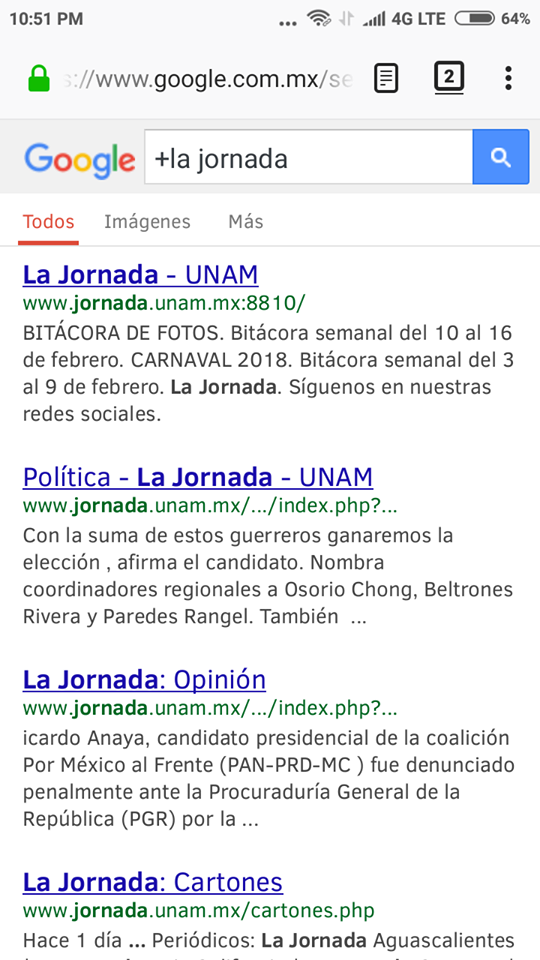 10:51 PM ... 4G LTE 64%
s://www.google.com.mx/se 2
Google +la jornada
Todos Imágenes Más
La Jornada - UNAM
www.jornada.unam.mx:8810/
BITÁCORA DE FOTOS. Bitácora semanal del 10 al 16
de febrero. CARNAVAL 2018. Bitácora semanal del 3
al 9 de febrero. La Jornada. Síguenos en nuestras
redes sociales.
Política - La Jornada - UNAM
www.jornada.unam.mx/.../index.php?...
Con la suma de estos guerreros ganaremos la
elección , afirma el candidato. Nombra
coordinadores regionales a Osorio Chong, Beltrones
Rivera y Paredes Rangel. También ...
La Jornada: Opinión
www.jornada.unam.mx/.../index.php?...
icardo Anaya, candidato presidencial de la coalición
Por México al Frente (PAN-PRD-MC ) fue denunciado
penalmente ante la Procuraduría General de la
República (PGR) por la ...
La Jornada: Cartones
www.jornada.unam.mx/cartones.php
Hace 1 día ... Periódicos: La Jornada Aguascalientes